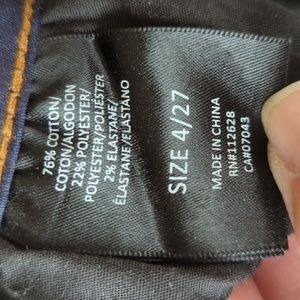 76% COTTON/
COTON/ALGODON
22% POLYESTER/
POLYESTER/POLIÉSTER
2% ELASTANE/
ÉLASTANE/ELASTANO
SIZE 4/27
MADE IN CHINA
RN#112628
CA#07043